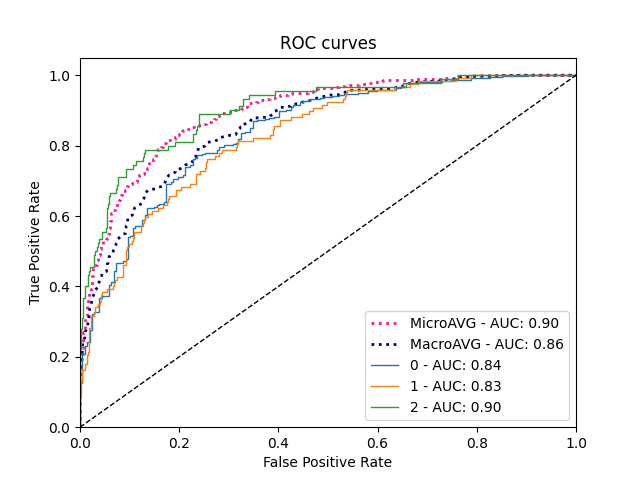 ROC curves
1.0
0.8
0.6
0.4
0.2
0.0
True Positive Rate
0.0 0.2 0.4 0.6 0.8 1.0
False Positive Rate
MicroAVG - AUC: 0.90
MacroAVG - AUC: 0.86
0 - AUC: 0.84
1 - AUC: 0.83
2 - AUC: 0.90